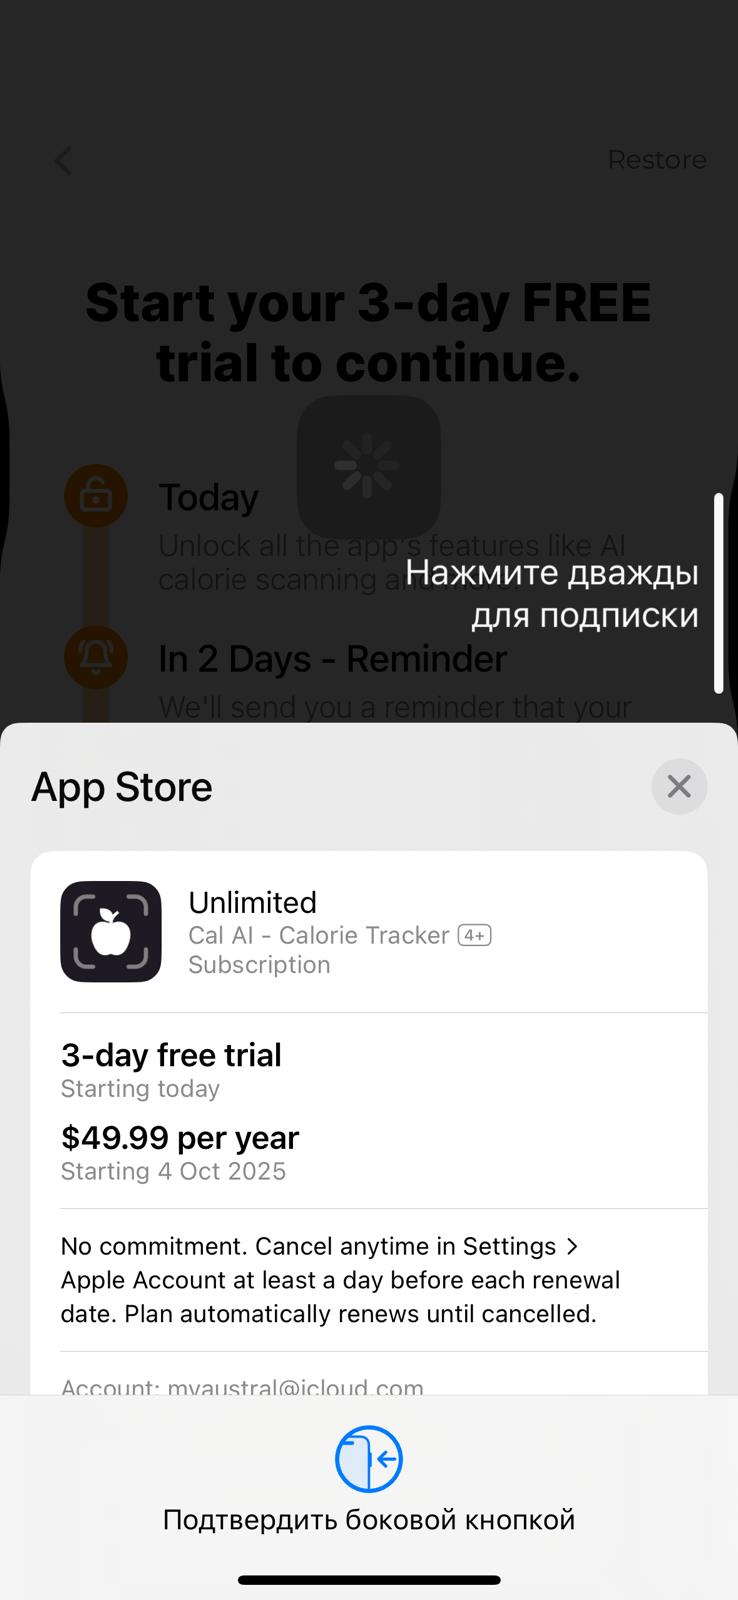 Restore
Start your 3-day FREE
trial to continue.
Today
Unlock all the app's features like AI
calorie scanning and more.
Нажмите дважды
для подписки
In 2 Days - Reminder
We'll send you a reminder that your
App Store
Unlimited
Cal AI - Calorie Tracker 4+
Subscription
3-day free trial
Starting today
$49.99 per year
Starting 4 Oct 2025
No commitment. Cancel anytime in Settings >
Apple Account at least a day before each renewal
date. Plan automatically renews until cancelled.
Account: myaustral@icloud.com
Подтвердить боковой кнопкой